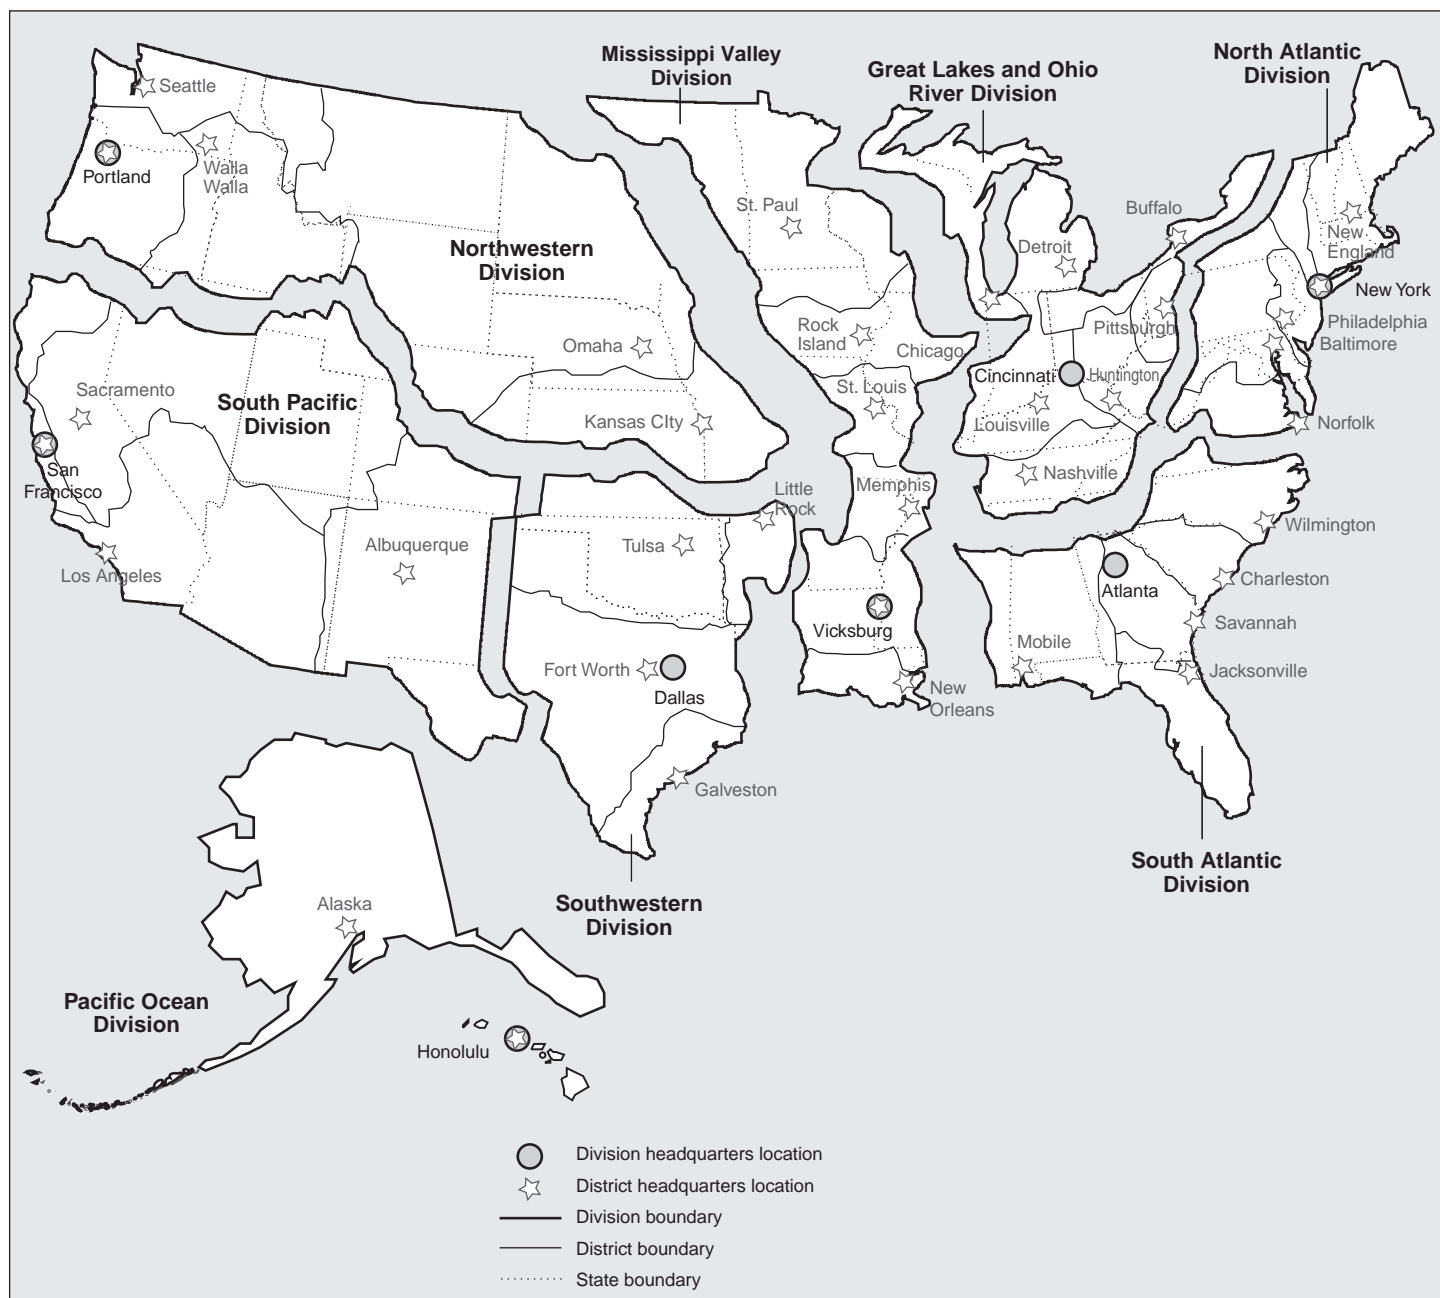 Mississippi Valley
Division
Great Lakes and Ohio
River Division
North Atlantic
Division
Seattle
Portland
Walla
Walla
St. Paul
Buffalo
Detroit
New
England
Northwestern
Division
New York
Omaha
Rock
Island
Chicago
Pittsburgh
Philadelphia
Baltimore
Sacramento
South Pacific
Division
Kansas CIty
St. Louis
Cincinnati
Huntington
Louisville
Norfolk
San
Francisco
Little
Rock
Memphis
Nashville
Los Angeles
Albuquerque
Tulsa
Wilmington
Vicksburg
Atlanta
Charleston
Savannah
Fort Worth
Dallas
Mobile
Jacksonville
New
Orleans
Galveston
South Atlantic
Division
Alaska
Southwestern
Division
Pacific Ocean
Division
Honolulu
Division headquarters location
District headquarters location
Division boundary
District boundary
State boundary